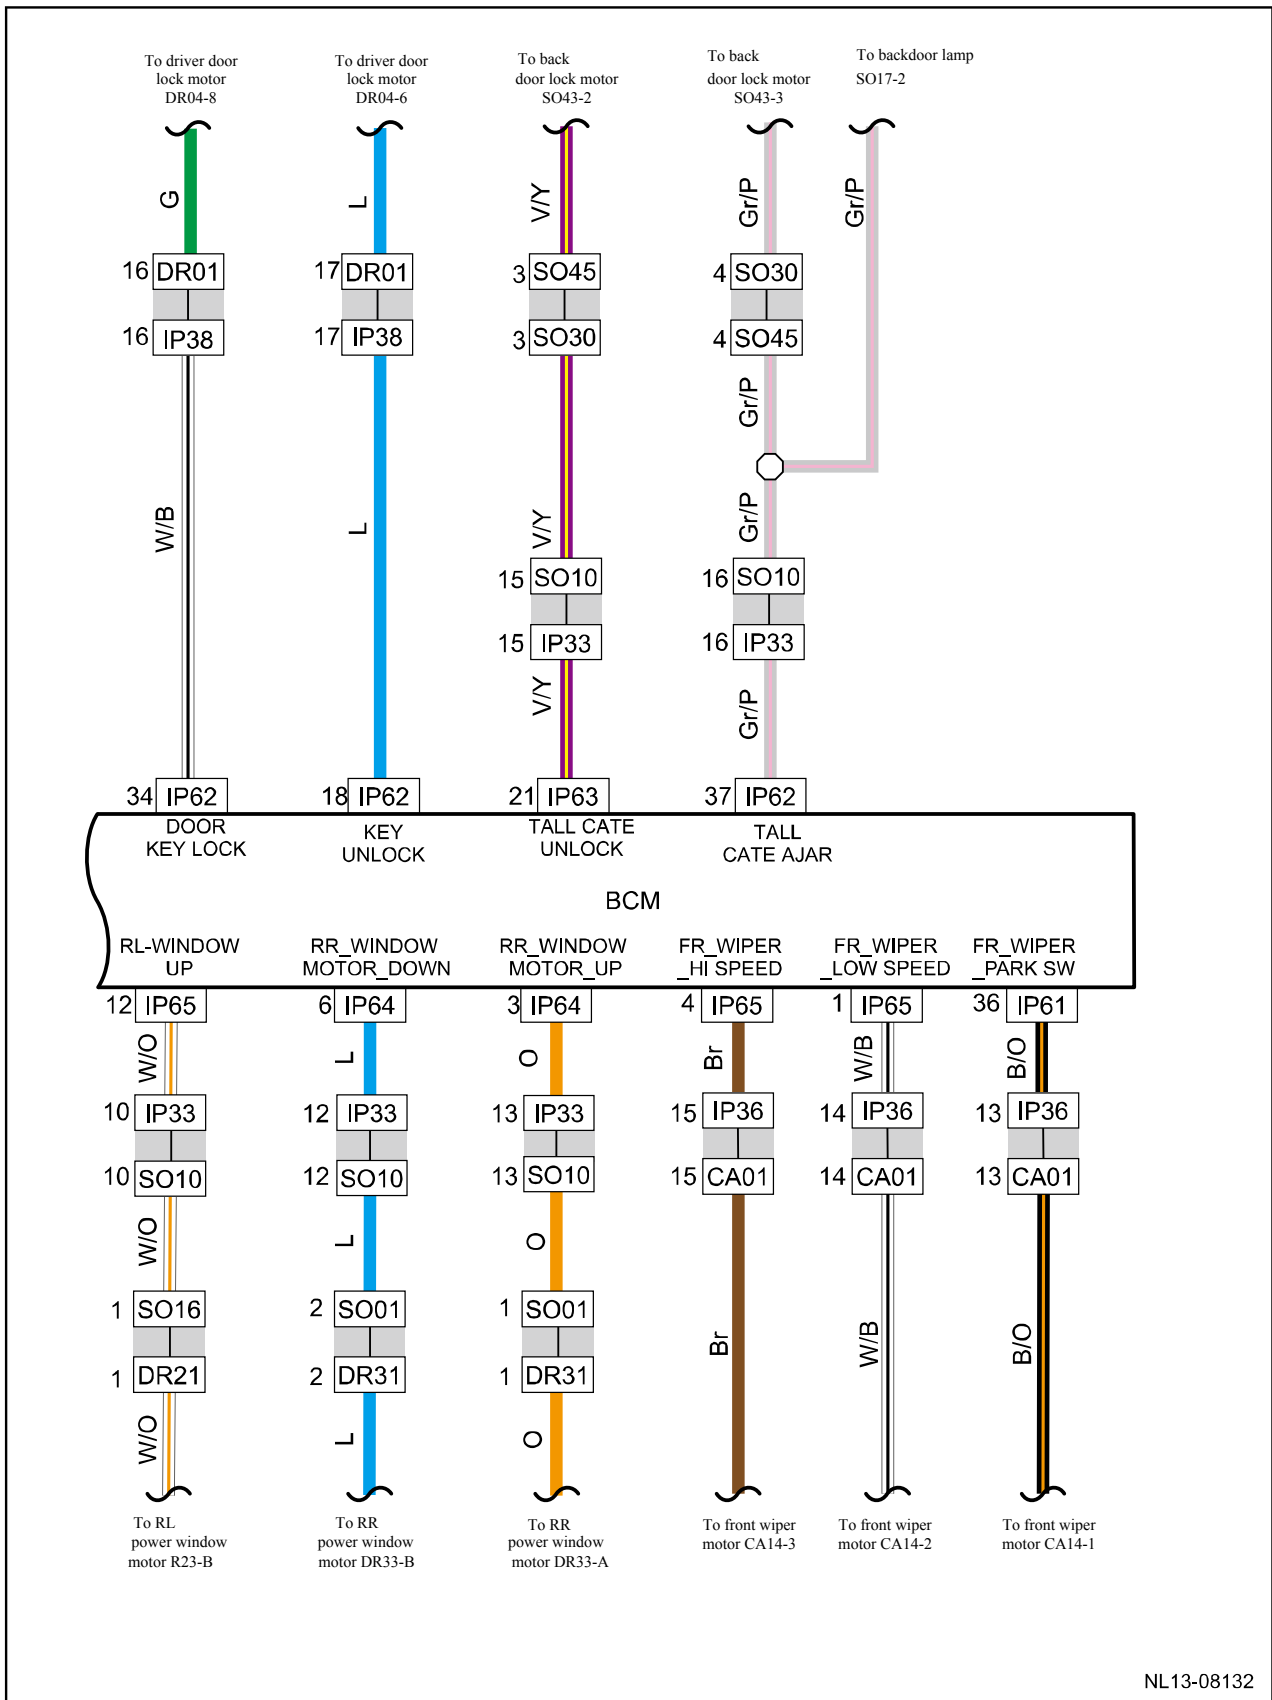 To driver door
lock motor
DR04-8
To driver door
lock motor
DR04-6
To back
door lock motor
SO43-2
To back
door lock motor
SO43-3
To backdoor lamp
SO17-2
G
L
V/Y
Gr/P
Gr/P
16 DR01
17 DR01
3 SO45
4 SO30
16 IP38
17 IP38
3 SO30
4 SO45
Gr/P
W/B
L
V/Y
Gr/P
15 SO10
16 SO10
15 IP33
16 IP33
V/Y
Gr/P
34 IP62
18 IP62
21 IP63
37 IP62
DOOR
KEY LOCK
KEY
UNLOCK
TALL CATE
UNLOCK
TALL
CATE AJAR
BCM
RL-WINDOW
UP
RR_WINDOW
MOTOR_DOWN
RR_WINDOW
MOTOR_UP
FR_WIPER
_HI SPEED
FR_WIPER
_LOW SPEED
FR_WIPER
_PARK SW
12 IP65
6 IP64
3 IP64
4 IP65
1 IP65
36 IP61
W/O
L
O
Br
W/B
B/O
10 IP33
12 IP33
13 IP33
15 IP36
14 IP36
13 IP36
10 SO10
12 SO10
13 SO10
15 CA01
14 CA01
13 CA01
W/O
L
O
1 SO16
2 SO01
1 SO01
Br
W/B
B/O
1 DR21
2 DR31
1 DR31
W/O
L
O
To RL
power window
motor R23-B
To RR
power window
motor DR33-B
To RR
power window
motor DR33-A
To front wiper
motor CA14-3
To front wiper
motor CA14-2
To front wiper
motor CA14-1
NL13-08132